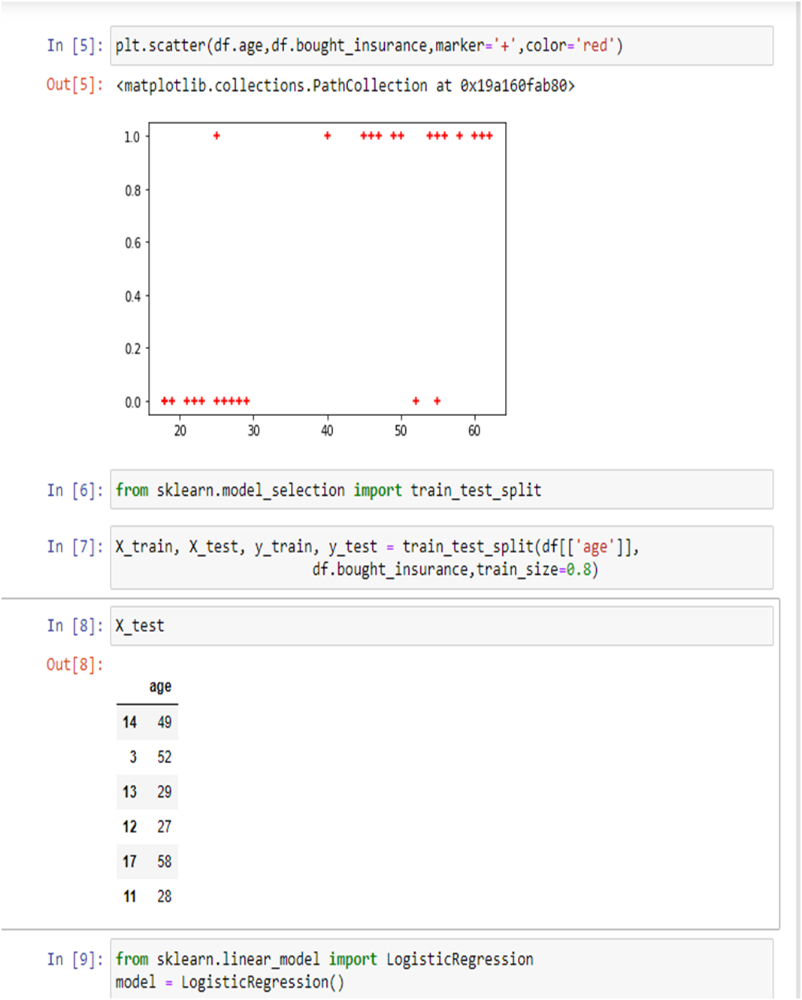 In [5]: plt.scatter(df.age,df.bought_insurance,marker='+',color='red')
Out[5]: <matplotlib.collections.PathCollection at 0x19a160fab80>
1.0
0.8
0.6
0.4
0.2
0.0
20 30 40 50 60
In [6]: from sklearn.model_selection import train_test_split
In [7]: X_train, X_test, y_train, y_test = train_test_split(df[['age']],
df.bought_insurance,train_size=0.8)
In [8]: X_test
Out[8]:
age
14 49
3 52
13 29
12 27
17 58
11 28
In [9]: from sklearn.linear_model import LogisticRegression
model = LogisticRegression()